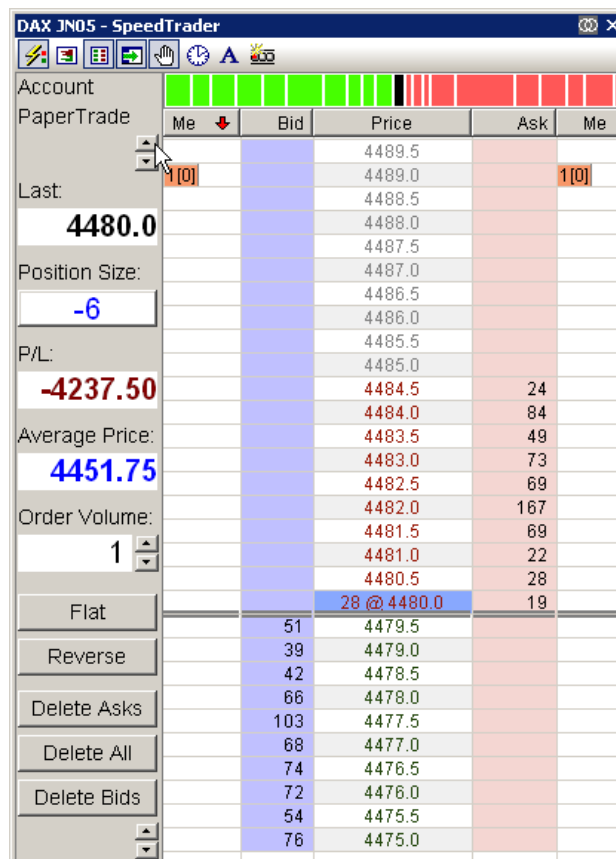 DAX JN05 - SpeedTrader
A
Account
PaperTrade
Me Bid Price Ask Me
4489.5
1 [0] 4489.0 1 [0]
4488.5
4488.0
4487.5
4487.0
4486.5
4486.0
4485.5
4485.0
4484.5 24
4484.0 84
4483.5 49
4483.0 73
4482.5 69
4482.0 167
4481.5 69
4481.0 22
4480.5 28
28 @ 4480.0 19
51 4479.5
39 4479.0
42 4478.5
66 4478.0
103 4477.5
68 4477.0
74 4476.5
72 4476.0
54 4475.5
76 4475.0
Last:
4480.0
Position Size:
-6
P/L:
-4237.50
Average Price:
4451.75
Order Volume:
1
Flat
Reverse
Delete Asks
Delete All
Delete Bids